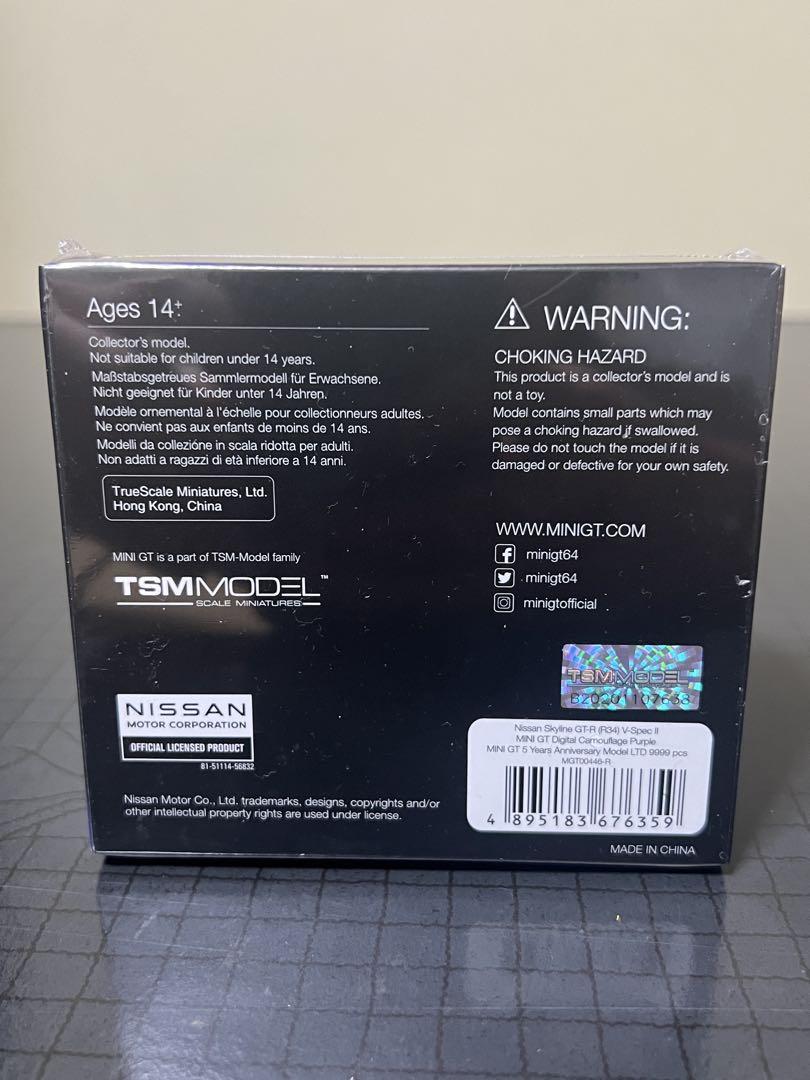 Ages 14+
Collector's model.
Not suitable for children under 14 years.
Maßstabsgetreues Sammlermodell für Erwachsene.
Nicht geeignet für Kinder unter 14 Jahren.
Modèle ornemental à l'échelle pour collectionneurs adultes.
Ne convient pas aux enfants de moins de 14 ans.
Modelli da collezióne in scala ridotta per adulti.
Non adatti a ragazzi di età inferiore a 14 anni.
TrueScale Miniatures, Ltd.
Hong Kong, China
MINI GT is a part of TSM-Model family
TSMMODEL™
SCALE MINIATURES
NISSAN
MOTOR CORPORATION
OFFICIAL LICENSED PRODUCT
81-51114-56832
Nissan Motor Co., Ltd. trademarks, designs, copyrights and/or
other intellectual property rights are used under license.
WARNING:
CHOKING HAZARD
This product is a collector's model and is
not a toy.
Model contains small parts which may
pose a choking hazard if swallowed.
Please do not touch the model if it is
damaged or defective for your own safety.
WWW.MINIGT.COM
minigt64
minigt64
minigtofficial
TSMMODEL
B20201107638
Nissan Skyline GT-R (R34) V-Spec II
MINI GT Digital Camouflage Purple
MINI GT 5 Years Anniversary Model LTD 9999 pcs
MGT00446-R
4 895183 676359
MADE IN CHINA